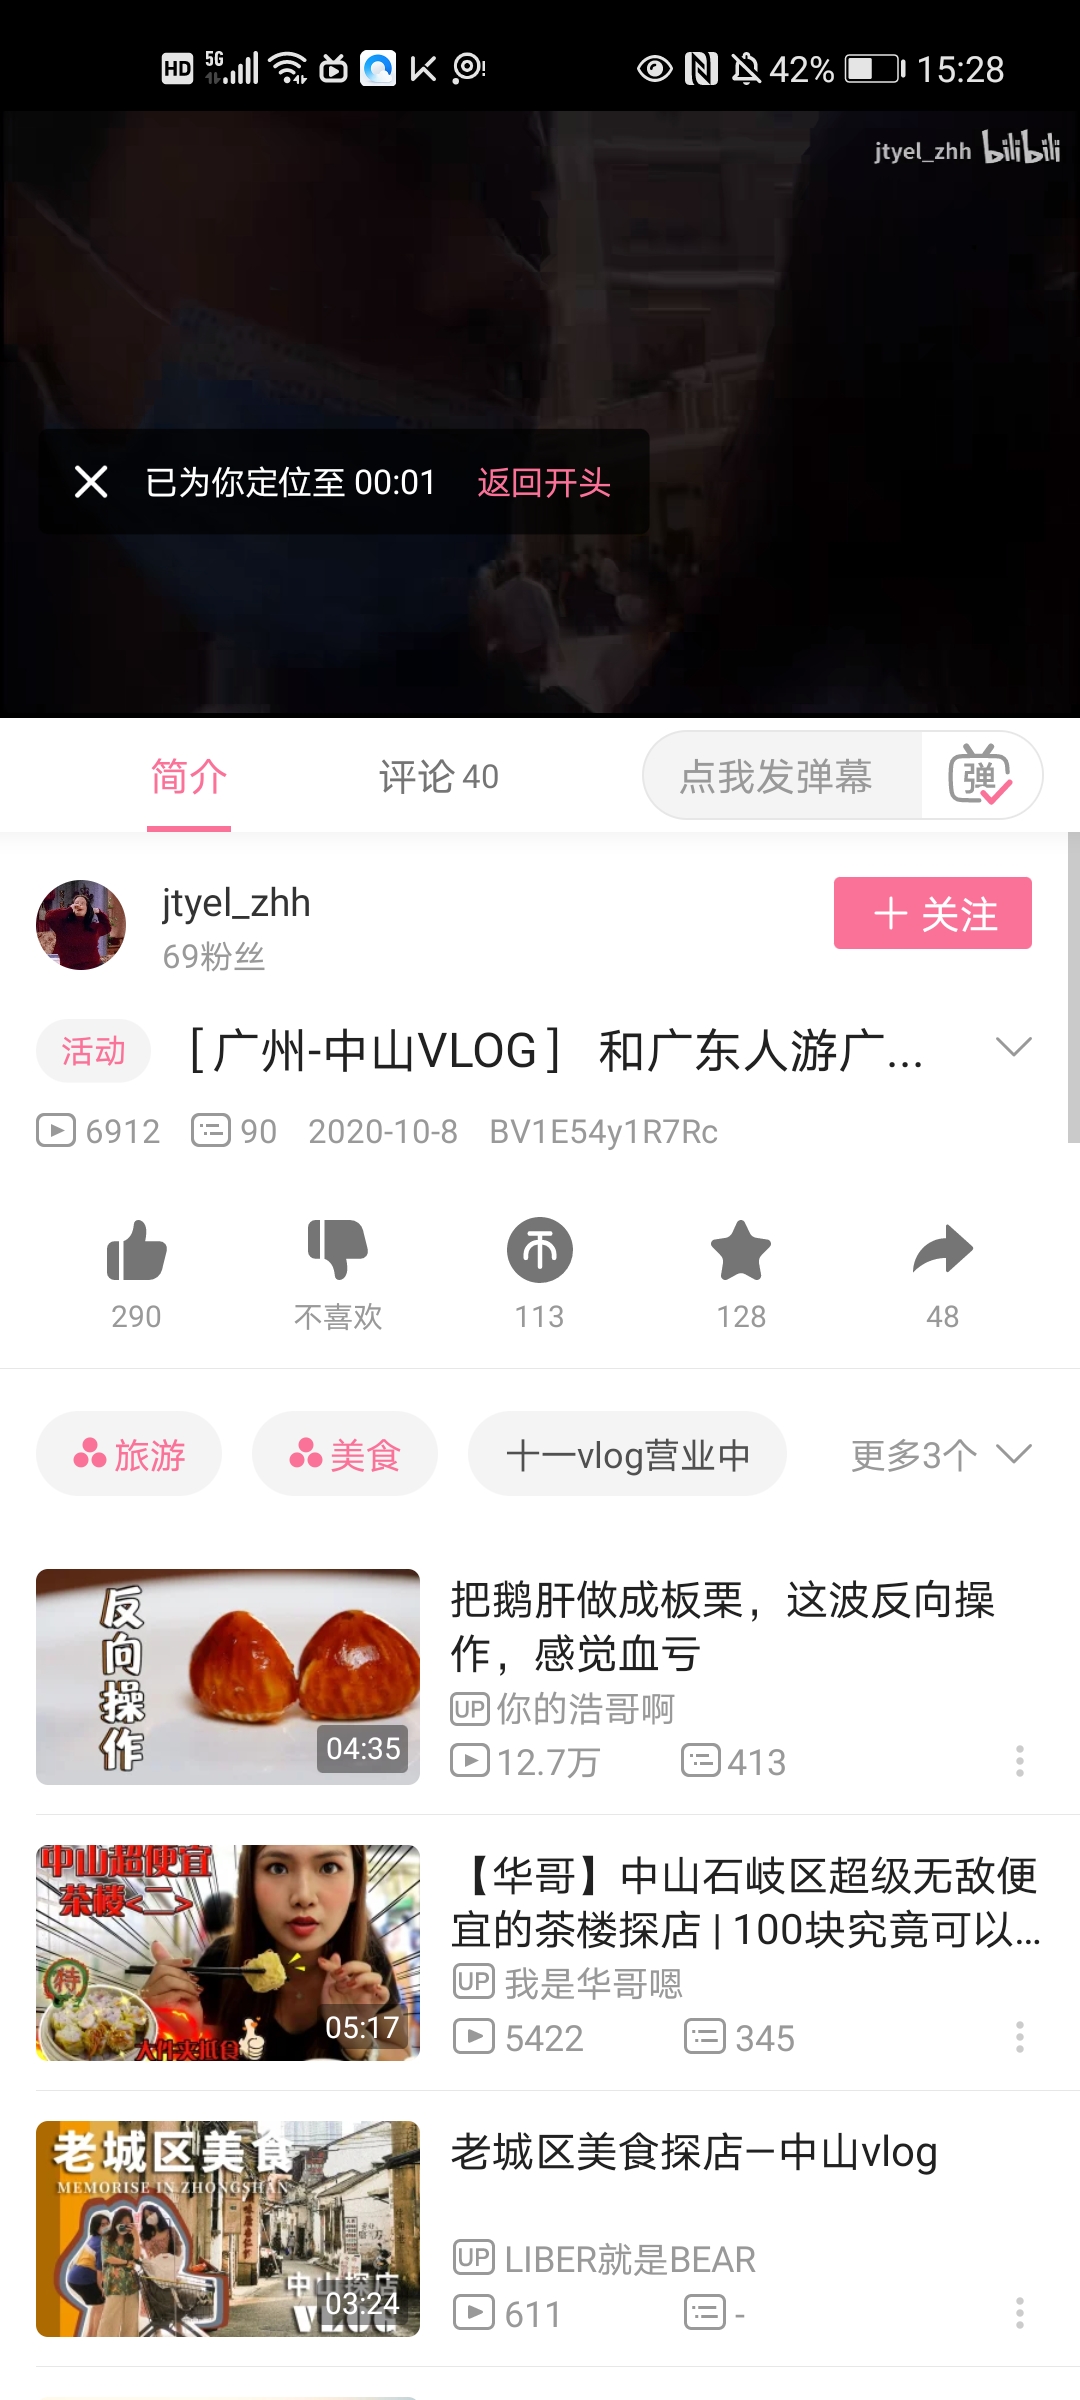 HD 5G 42% 15:28
jtyel_zhh bilibili
已为你定位至 00:01 返回开头
简介 评论 40 点我发弹幕 弹
jtyel_zhh
69粉丝
+ 关注
活动 [广州-中山VLOG] 和广东人游广...
6912 90 2020-10-8 BV1E54y1R7Rc
290 不喜欢 113 128 48
旅游 美食 十一vlog营业中 更多3个
反向操作
04:35
把鹅肝做成板栗，这波反向操
作，感觉血亏
UP 你的浩哥啊
12.7万 413
中山超便宜
茶楼<二>
特
大件夹抵食
05:17
【华哥】中山石岐区超级无敌便
宜的茶楼探店 | 100块究竟可以...
UP 我是华哥嗯
5422 345
老城区美食
MEMORISE IN ZHONGSHAN
中山探店
VLOG
03:24
老城区美食探店—中山vlog
UP LIBER就是BEAR
611 -